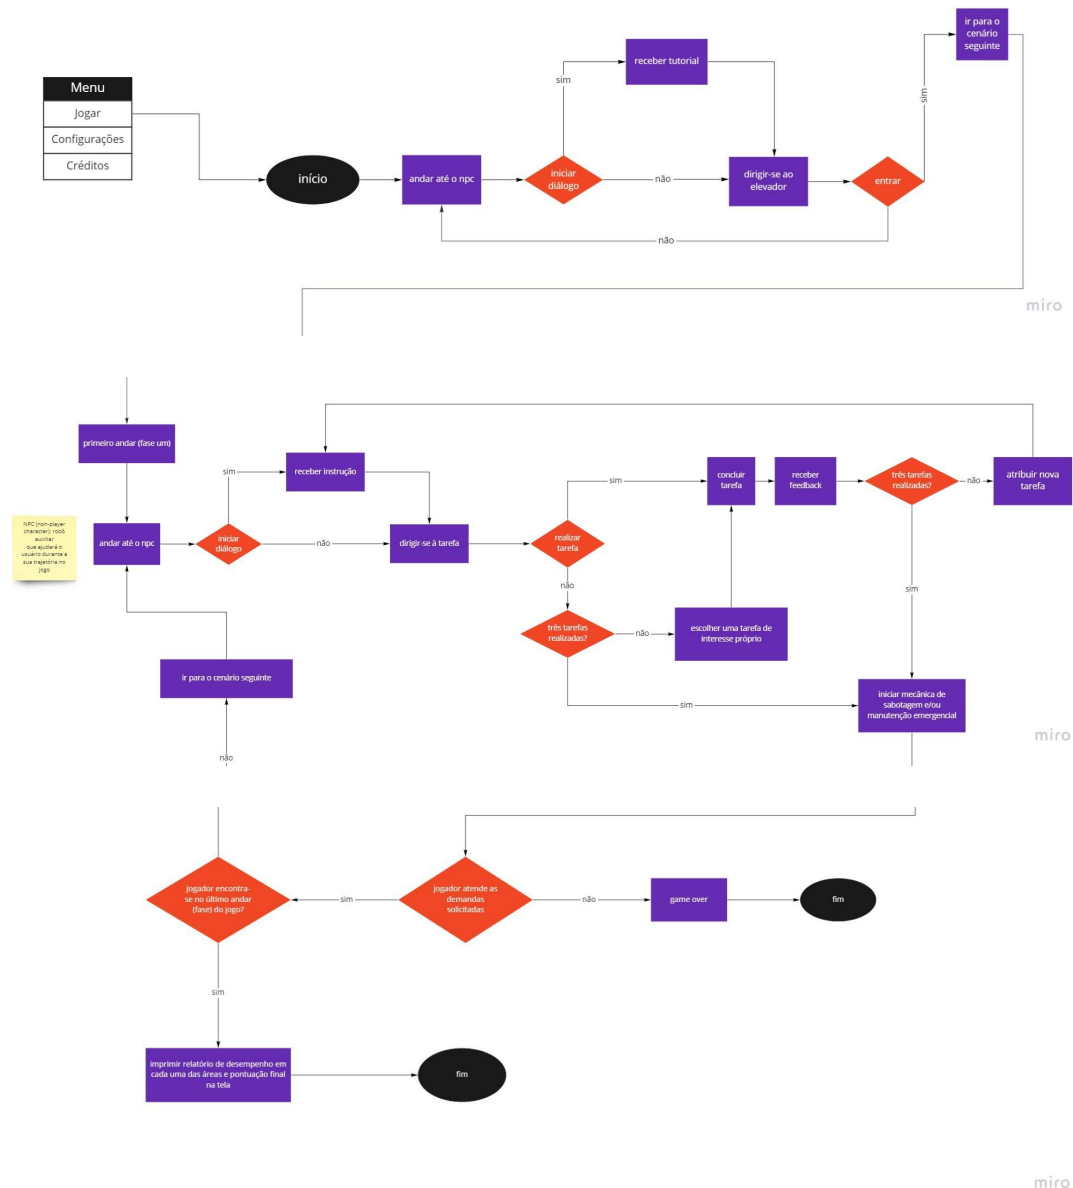 Menu
Jogar
Configurações
Créditos
início
andar até o npc
iniciar
diálogo
sim
não
receber tutorial
dirigir-se ao
elevador
entrar
sim
não
ir para o
cenário
seguinte
miro
primeiro andar (fase um)
NPC (non-player
character): robô
auxiliar
que ajudará o
usuário durante a
sua trajetória no
jogo
andar até o npc
iniciar
diálogo
sim
não
receber instrução
dirigir-se à tarefa
realizar
tarefa
sim
não
concluir
tarefa
receber
feedback
três tarefas
realizadas?
não
atribuir nova
tarefa
sim
três tarefas
realizadas?
não
escolher uma tarefa de
interesse próprio
sim
iniciar mecânica de
sabotagem e/ou
manutenção emergencial
ir para o cenário seguinte
não
miro
jogador encontra-
se no último andar
(fase) do jogo?
sim
jogador atende as
demandas
solicitadas
não
game over
fim
sim
imprimir relatório de desempenho em
cada uma das áreas e pontuação final
na tela
fim
miro